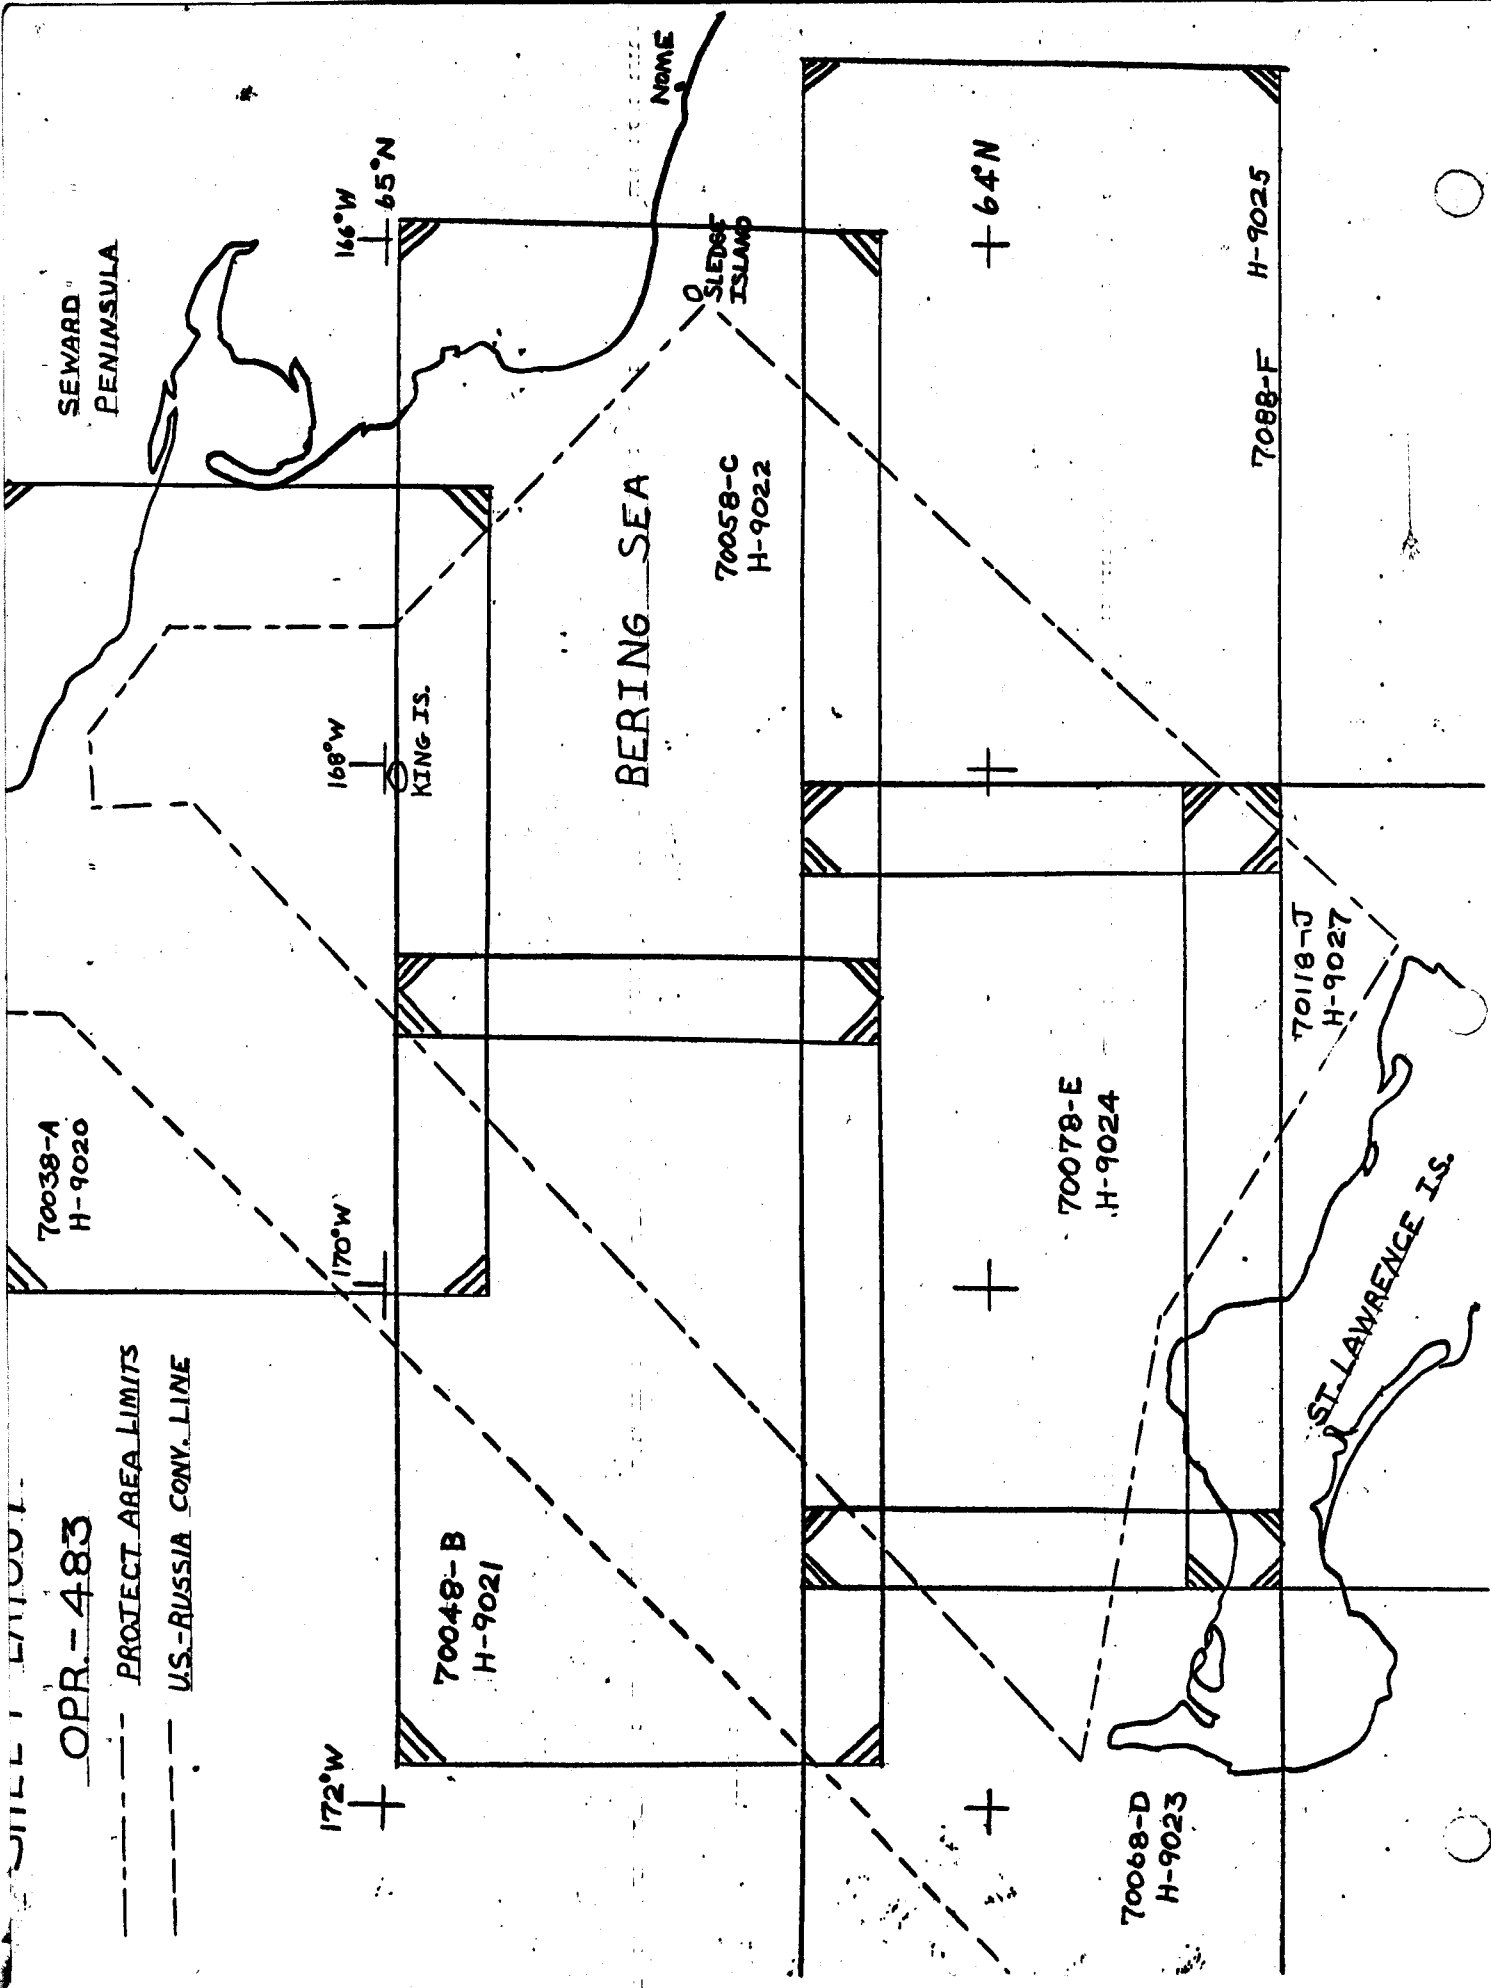 SHEET LAYOUT
OPR.-483
PROJECT AREA LIMITS
U.S.-RUSSIA CONV. LINE
SEWARD
PENINSULA
NOME
166°W
65°N
168°W
170°W
172°W
64°N
KING IS.
SLEDGE
ISLAND
BERING SEA
70038-A
H-9020
70048-B
H-9021
70058-C
H-9022
70068-D
H-9023
70078-E
H-9024
7088-F H-9025
70118-J
H-9027
ST. LAWRENCE IS.